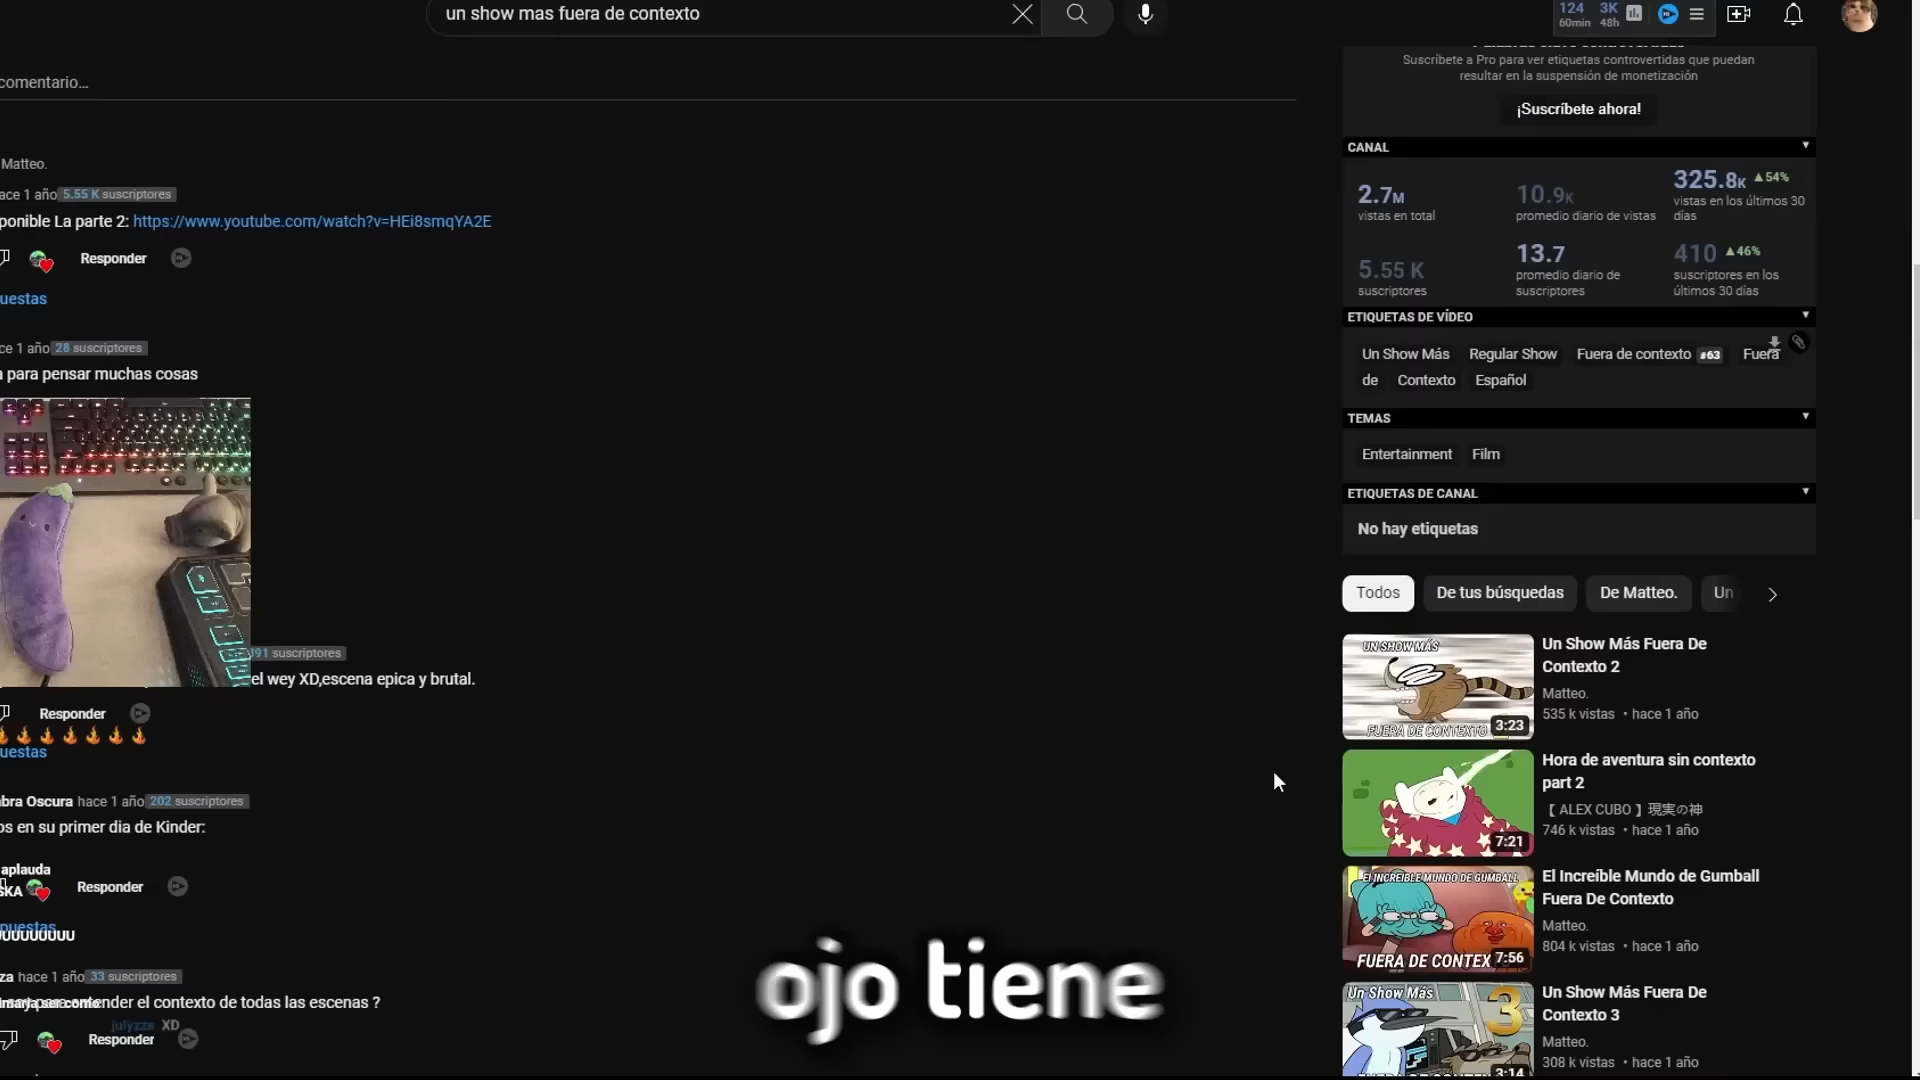 un show mas fuera de contexto
124
3K
60min
48h
comentario...
Suscríbete a Pro para ver etiquetas controvertidas que puedan
resultar en la suspensión de monetización
¡Suscríbete ahora!
Matteo.
ace 1 año 5.55 K suscriptores
ponible La parte 2: https://www.youtube.com/watch?v=HEi8smqYA2E
Responder
uestas
ce 1 año 28 suscriptores
a para pensar muchas cosas
391 suscriptores
el wey XD,escena epica y brutal.
Responder
uestas
bra Oscura hace 1 año 202 suscriptores
os en su primer dia de Kinder:
aplauda
SKA
Responder
puestas
UUUUUUUUU
za hace 1 año 33 suscriptores
entender el contexto de todas las escenas ?
julyzzz XD
Responder
ojo tiene
CANAL
2.7M
vistas en total
10.9K
promedio diario de vistas
325.8K ▲54%
vistas en los últimos 30
días
5.55 K
suscriptores
13.7
promedio diario de
suscriptores
410 ▲46%
suscriptores en los
últimos 30 días
ETIQUETAS DE VÍDEO
Un Show Más Regular Show Fuera de contexto #63 Fuera
de Contexto Español
TEMAS
Entertainment Film
ETIQUETAS DE CANAL
No hay etiquetas
Todos De tus búsquedas De Matteo. Un
UN SHOW MÁS
FUERA DE CONTEXTO
3:23
Un Show Más Fuera De
Contexto 2
Matteo.
535 k vistas • hace 1 año
7:21
Hora de aventura sin contexto
part 2
【 ALEX CUBO 】現実の神
746 k vistas • hace 1 año
El INCREÍBLE MUNDO DE GUMBALL
FUERA DE CONTEX
7:56
El Increíble Mundo de Gumball
Fuera De Contexto
Matteo.
804 k vistas • hace 1 año
Un Show Más
3
3:14
Un Show Más Fuera De
Contexto 3
Matteo.
308 k vistas • hace 1 año